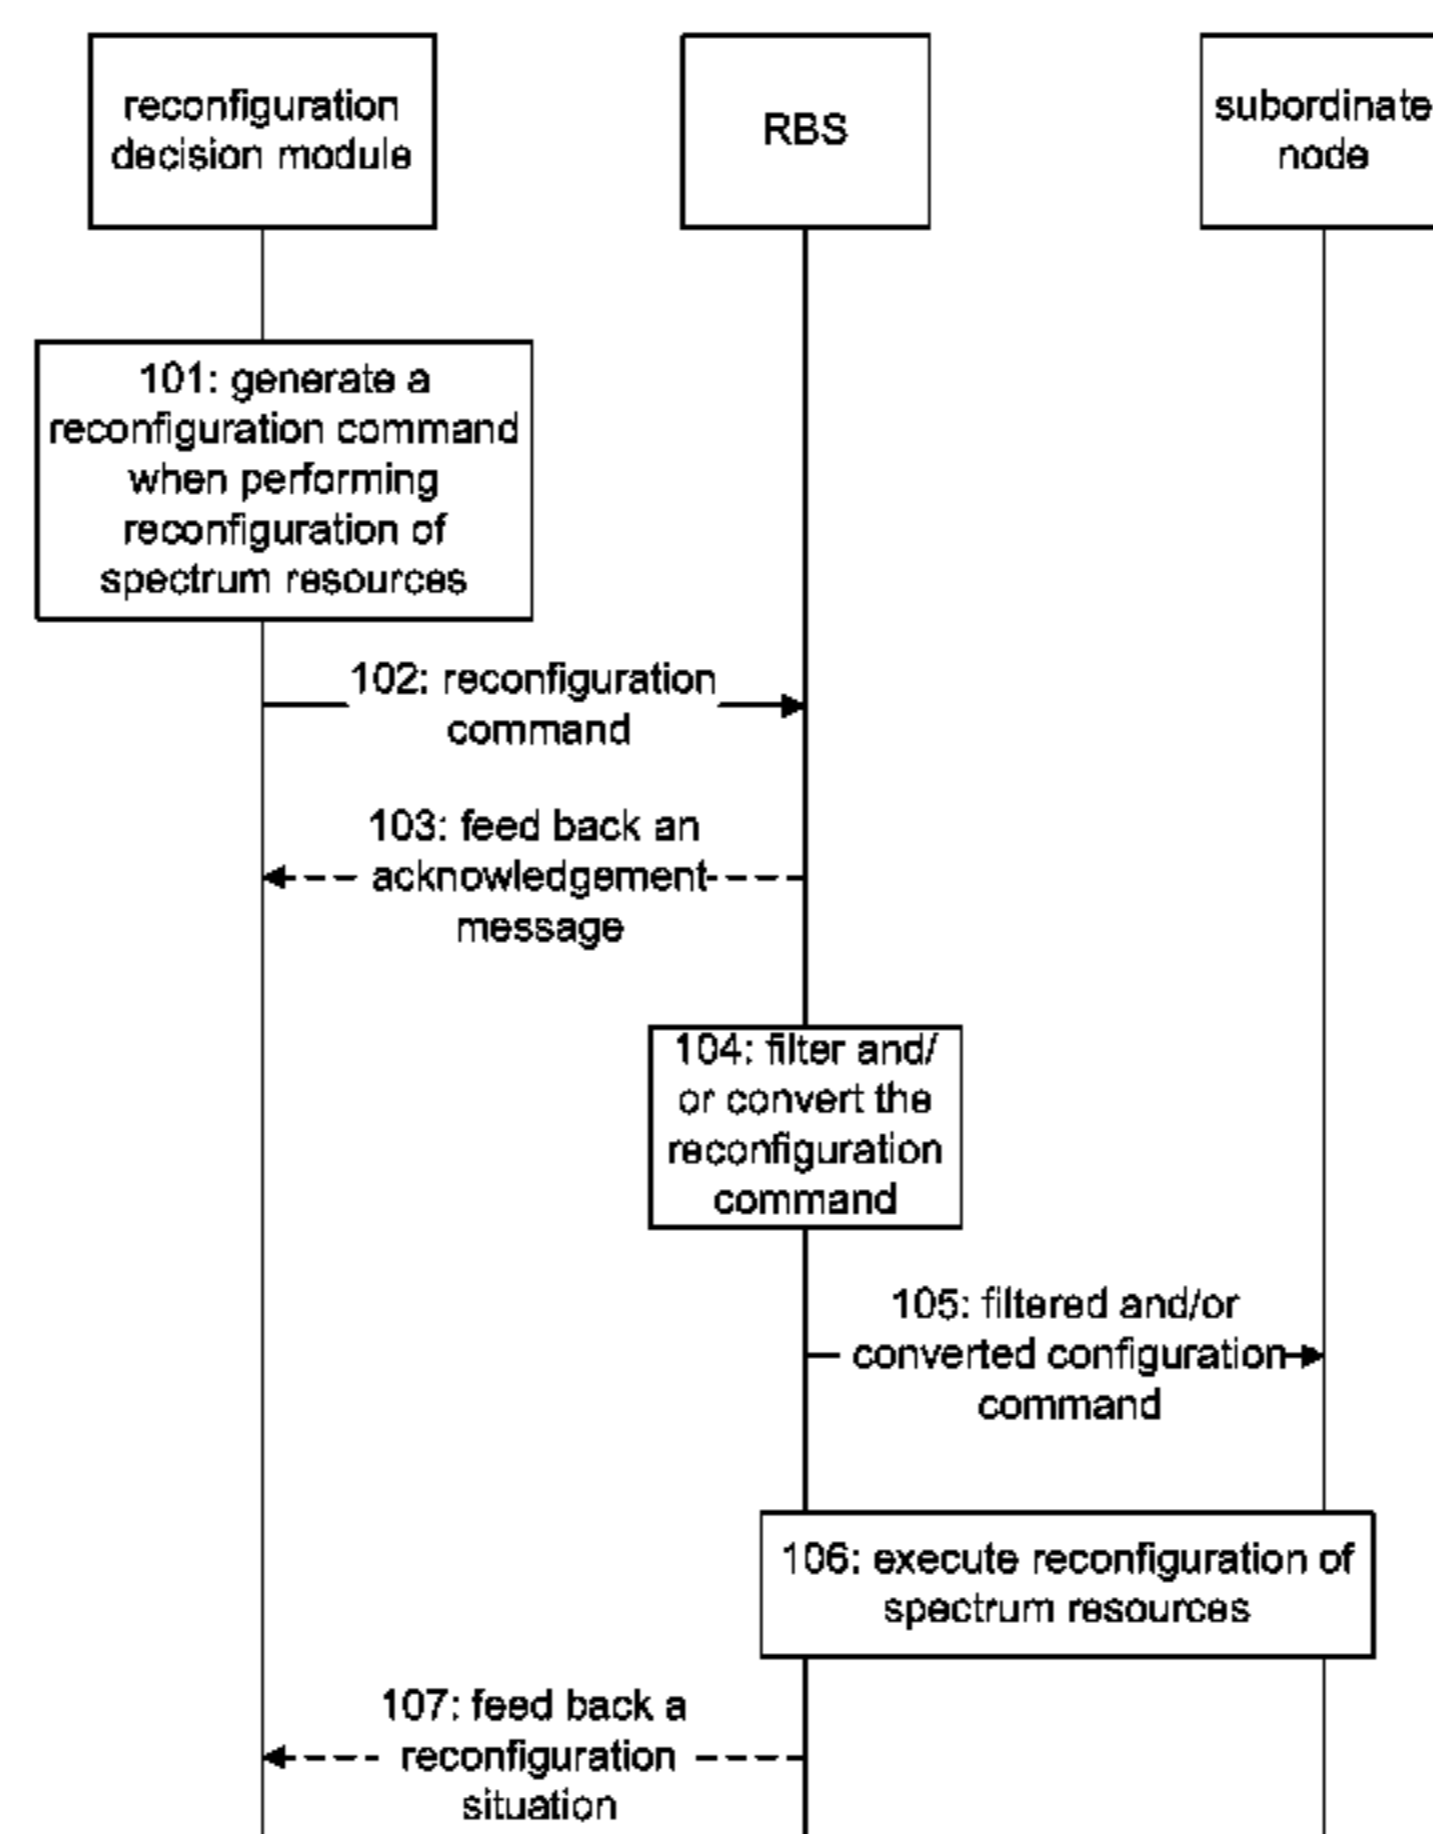 reconfiguration
decision module
RBS
subordinate
node
101: generate a
reconfiguration command
when performing
reconfiguration of
spectrum resources
102: reconfiguration
command
103: feed back an
acknowledgement
message
104: filter and/
or convert the
reconfiguration
command
105: filtered and/or
converted configuration
command
106: execute reconfiguration of
spectrum resources
107: feed back a
reconfiguration
situation